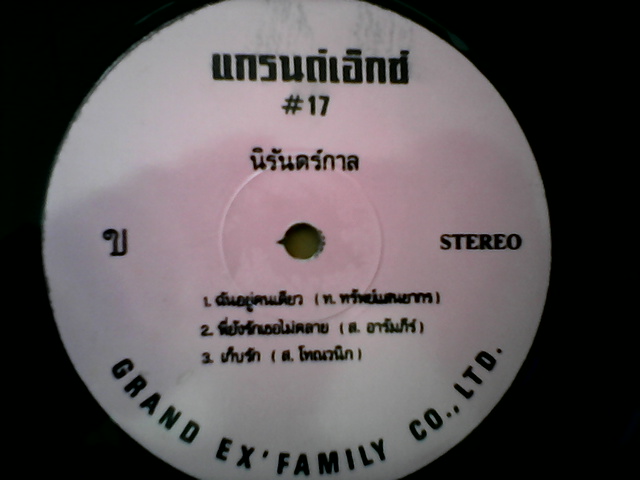 แกรนด์เอ็กซ์
#17
นิรันดร์กาล
ข
STEREO
1. ฉันอยู่คนเดียว ( ท. ทรัพย์แสนยากร )
2. พี่ยังรักเธอไม่คลาย ( ส. อารัมภีร์ )
3. เก็บรัก ( ส. โทณวนิก )
GRAND EX' FAMILY CO., LTD.